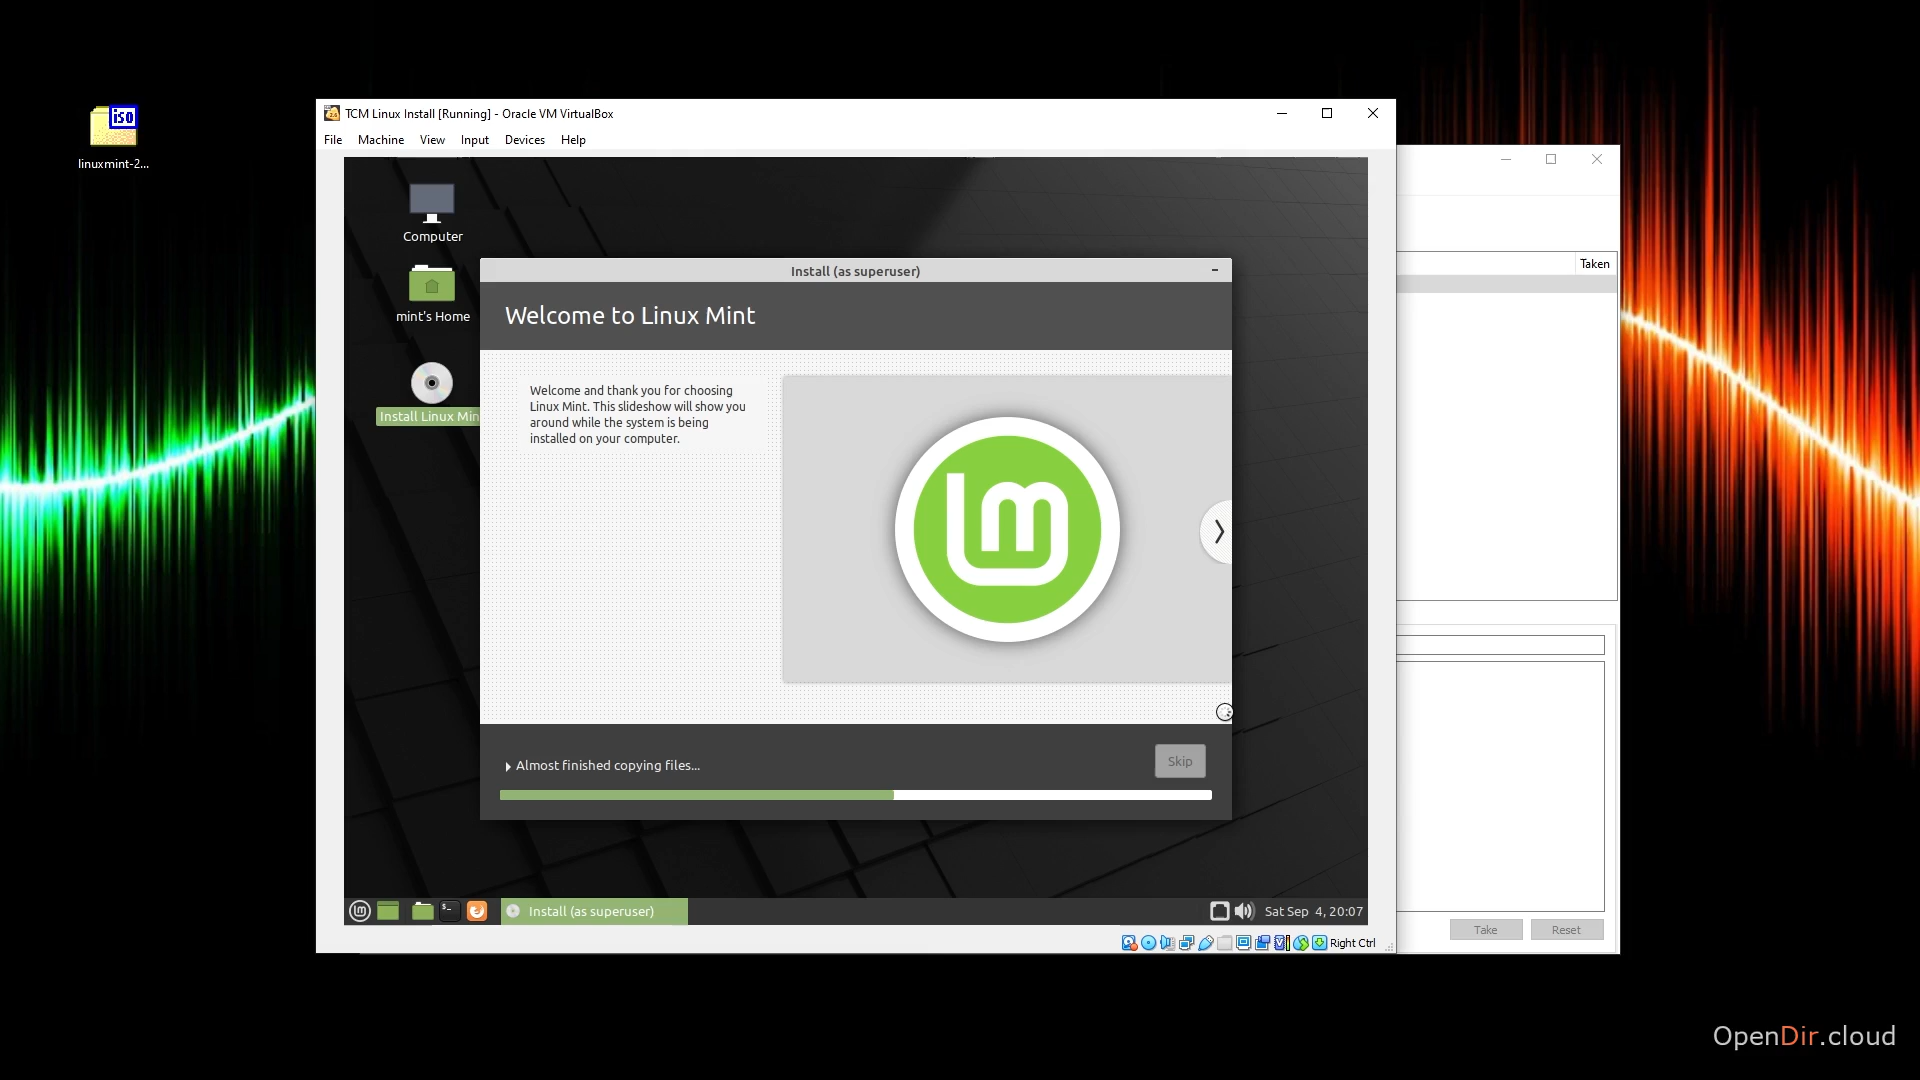 iso
linuxmint-2...
TCM Linux Install [Running] - Oracle VM VirtualBox
File Machine View Input Devices Help
Computer
mint's Home
Install Linux Min
Install (as superuser)
Welcome to Linux Mint
Welcome and thank you for choosing
Linux Mint. This slideshow will show you
around while the system is being
installed on your computer.
Almost finished copying files...
Skip
Install (as superuser)
Sat Sep 4, 20:07
Right Ctrl
Taken
Take
Reset
OpenDir.cloud